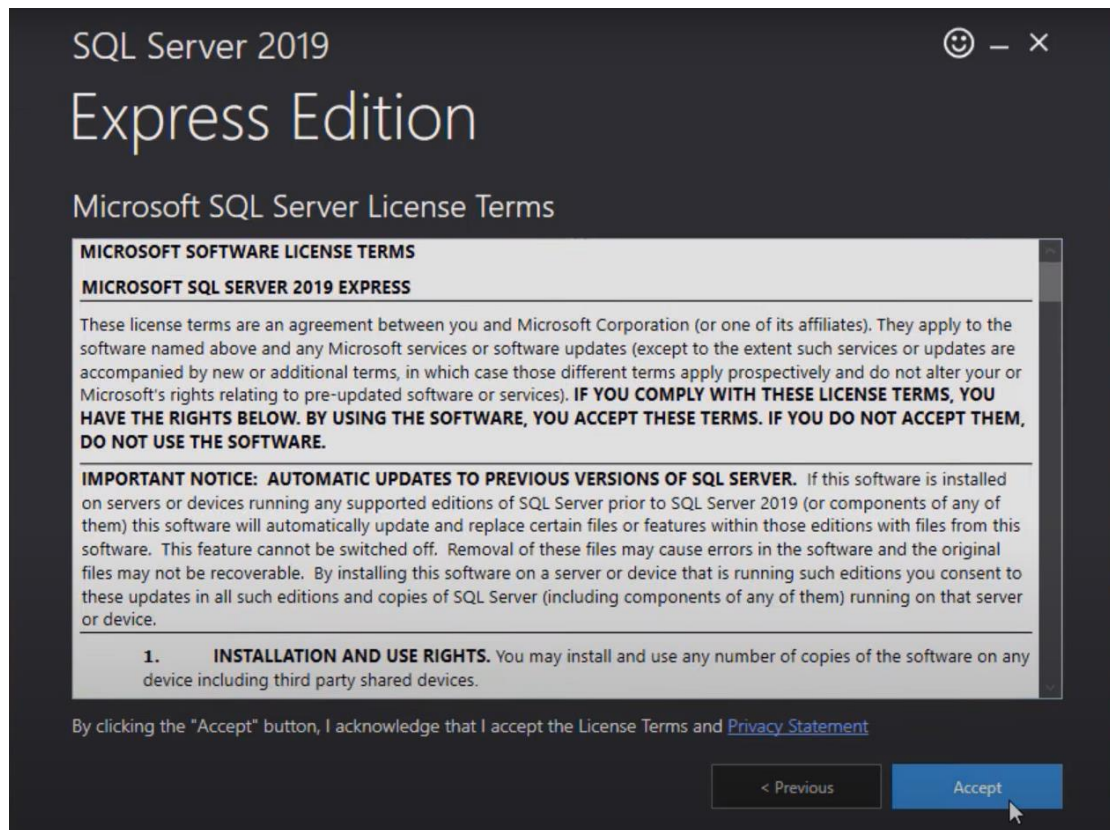 SQL Server 2019
Express Edition
Microsoft SQL Server License Terms
MICROSOFT SOFTWARE LICENSE TERMS
MICROSOFT SQL SERVER 2019 EXPRESS
These license terms are an agreement between you and Microsoft Corporation (or one of its affiliates). They apply to the
software named above and any Microsoft services or software updates (except to the extent such services or updates are
accompanied by new or additional terms, in which case those different terms apply prospectively and do not alter your or
Microsoft's rights relating to pre-updated software or services). IF YOU COMPLY WITH THESE LICENSE TERMS, YOU
HAVE THE RIGHTS BELOW. BY USING THE SOFTWARE, YOU ACCEPT THESE TERMS. IF YOU DO NOT ACCEPT THEM,
DO NOT USE THE SOFTWARE.
IMPORTANT NOTICE: AUTOMATIC UPDATES TO PREVIOUS VERSIONS OF SQL SERVER. If this software is installed
on servers or devices running any supported editions of SQL Server prior to SQL Server 2019 (or components of any of
them) this software will automatically update and replace certain files or features within those editions with files from this
software. This feature cannot be switched off. Removal of these files may cause errors in the software and the original
files may not be recoverable. By installing this software on a server or device that is running such editions you consent to
these updates in all such editions and copies of SQL Server (including components of any of them) running on that server
or device.
1. INSTALLATION AND USE RIGHTS. You may install and use any number of copies of the software on any
device including third party shared devices.
By clicking the "Accept" button, I acknowledge that I accept the License Terms and Privacy Statement
< Previous
Accept